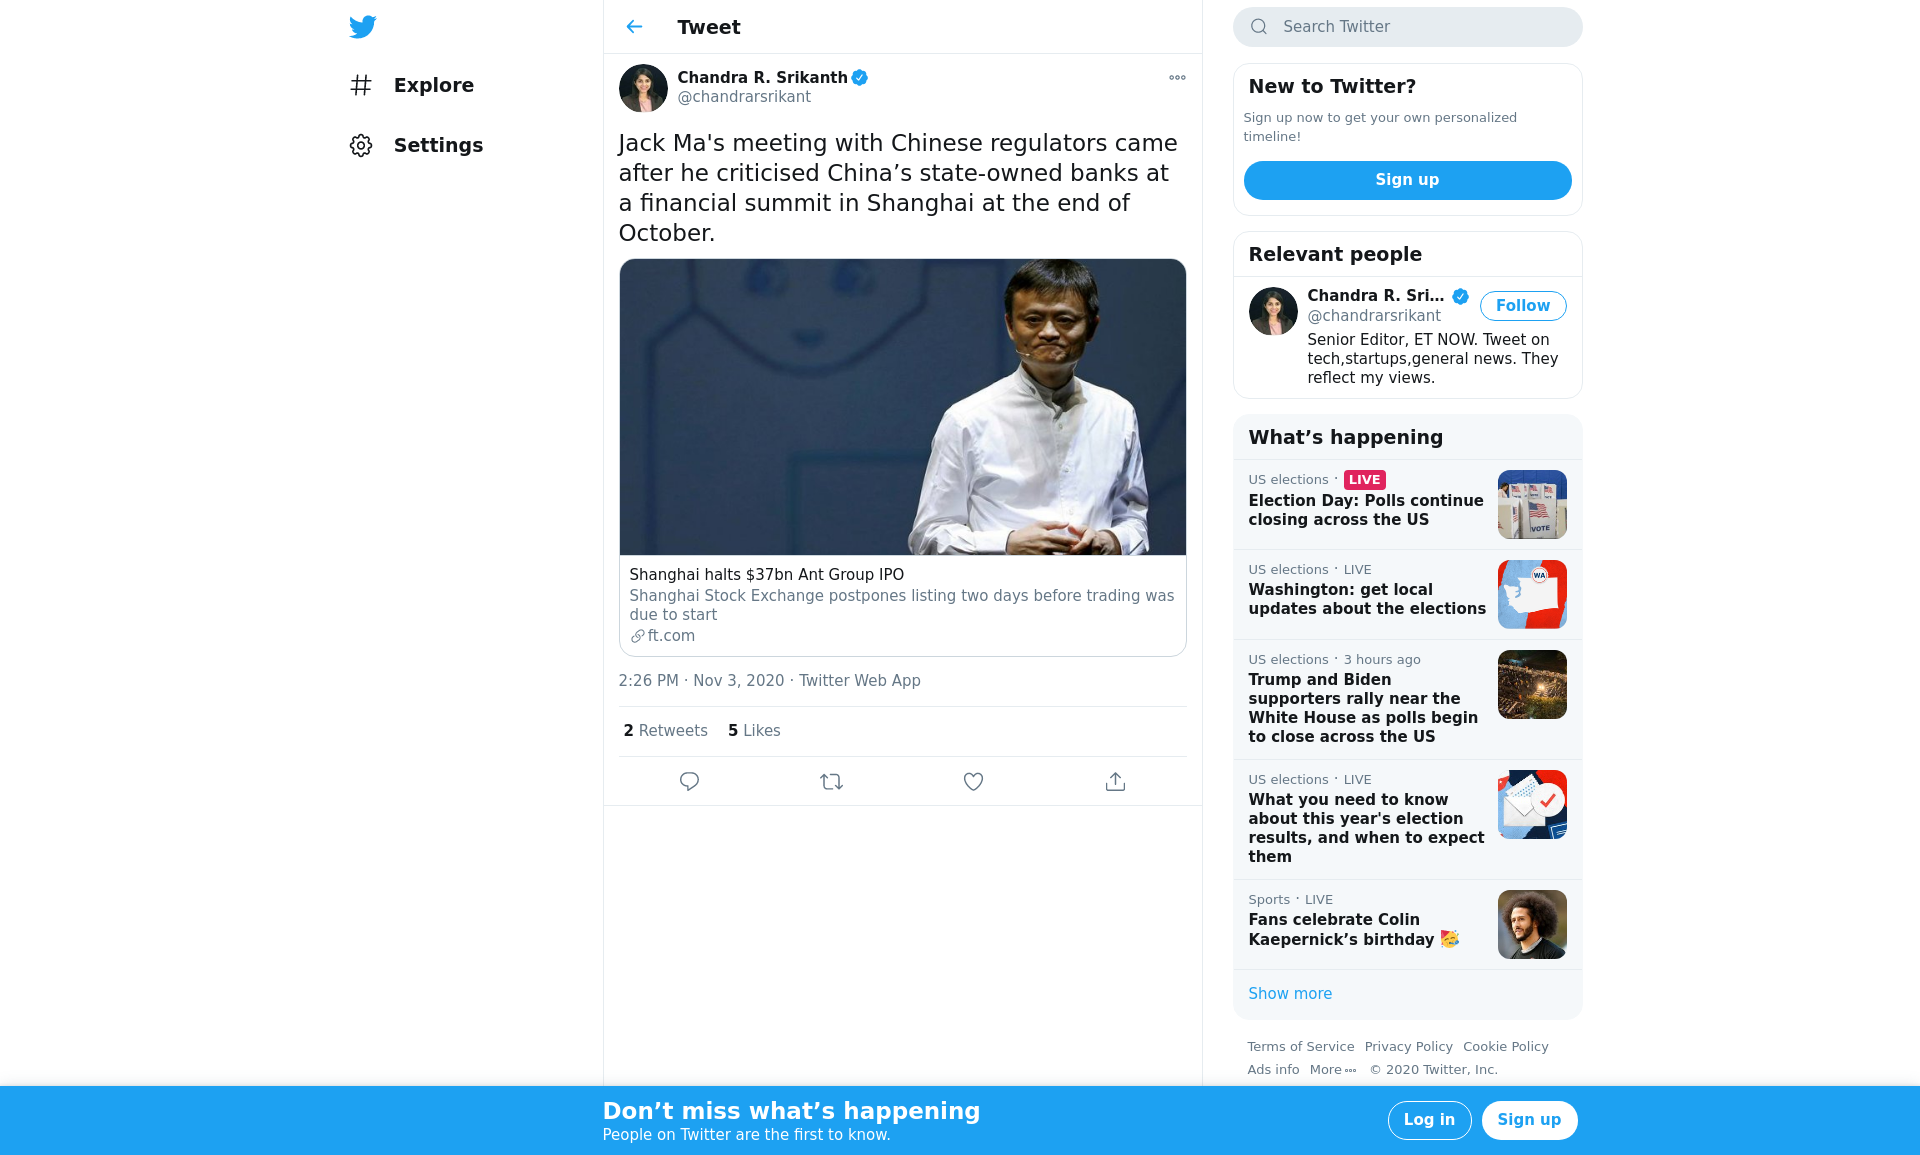 Explore
Settings
Tweet
Chandra R. Srikanth
@chandrarsrikant
Jack Ma's meeting with Chinese regulators came
after he criticised China’s state-owned banks at
a financial summit in Shanghai at the end of
October.
Shanghai halts $37bn Ant Group IPO
Shanghai Stock Exchange postpones listing two days before trading was
due to start
ft.com
2:26 PM · Nov 3, 2020 · Twitter Web App
2 Retweets 5 Likes
Search Twitter
New to Twitter?
Sign up now to get your own personalized
timeline!
Sign up
Relevant people
Chandra R. Sri...
@chandrarsrikant
Follow
Senior Editor, ET NOW. Tweet on
tech,startups,general news. They
reflect my views.
What’s happening
US elections · LIVE
Election Day: Polls continue
closing across the US
VOTE
US elections · LIVE
Washington: get local
updates about the elections
WA
US elections · 3 hours ago
Trump and Biden
supporters rally near the
White House as polls begin
to close across the US
US elections · LIVE
What you need to know
about this year's election
results, and when to expect
them
Sports · LIVE
Fans celebrate Colin
Kaepernick’s birthday 🥳
Show more
Terms of Service Privacy Policy Cookie Policy
Ads info More © 2020 Twitter, Inc.
Don’t miss what’s happening
People on Twitter are the first to know.
Log in
Sign up